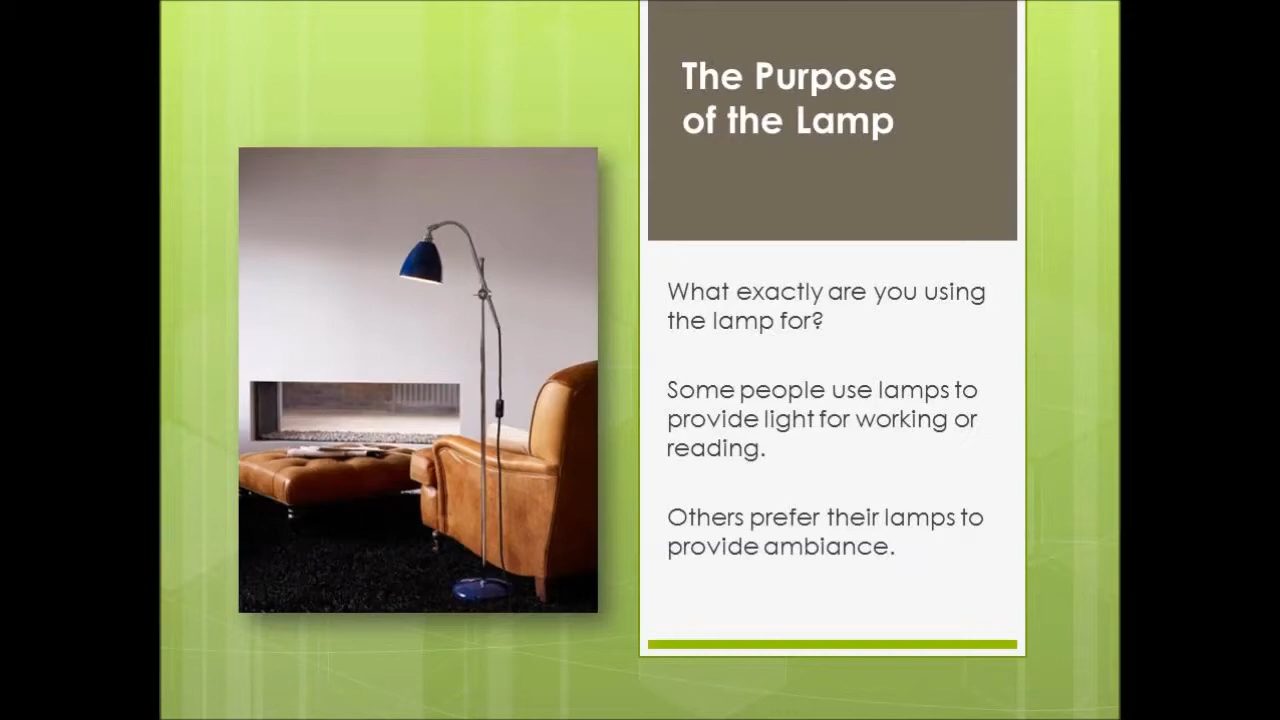 The Purpose
of the Lamp
What exactly are you using
the lamp for?
Some people use lamps to
provide light for working or
reading.
Others prefer their lamps to
provide ambiance.